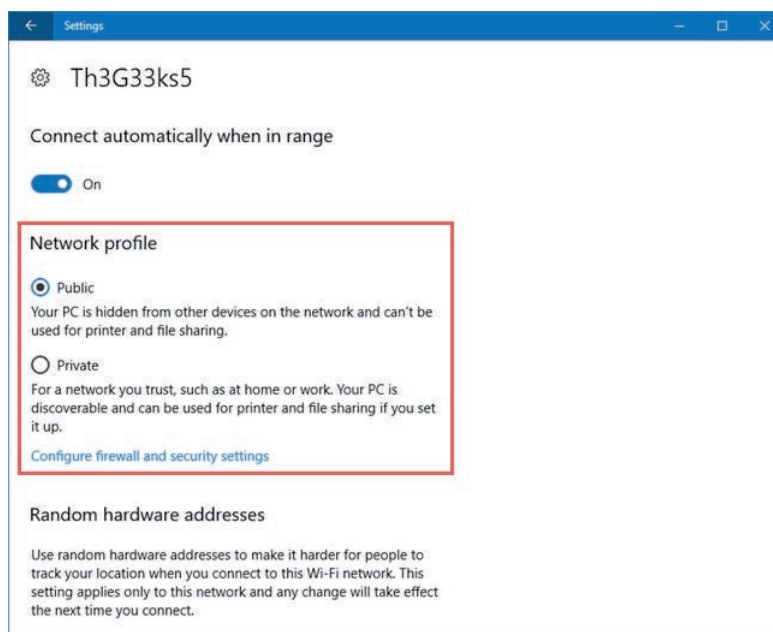 Settings
Th3G33ks5
Connect automatically when in range
On
Network profile
Public
Your PC is hidden from other devices on the network and can't be
used for printer and file sharing.
Private
For a network you trust, such as at home or work. Your PC is
discoverable and can be used for printer and file sharing if you set
it up.
Configure firewall and security settings
Random hardware addresses
Use random hardware addresses to make it harder for people to
track your location when you connect to this Wi-Fi network. This
setting applies only to this network and any change will take effect
the next time you connect.